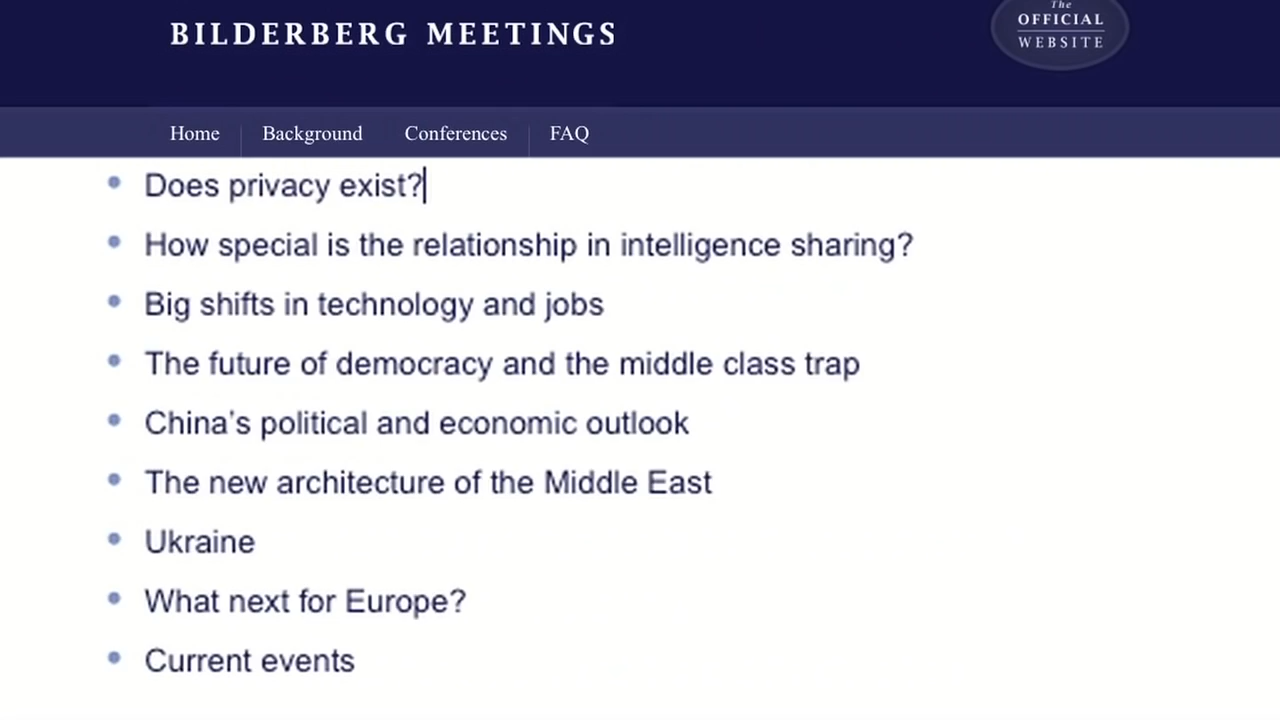 BILDERBERG MEETINGS
The
OFFICIAL
WEBSITE
Home Background Conferences FAQ
Does privacy exist?
How special is the relationship in intelligence sharing?
Big shifts in technology and jobs
The future of democracy and the middle class trap
China's political and economic outlook
The new architecture of the Middle East
Ukraine
What next for Europe?
Current events